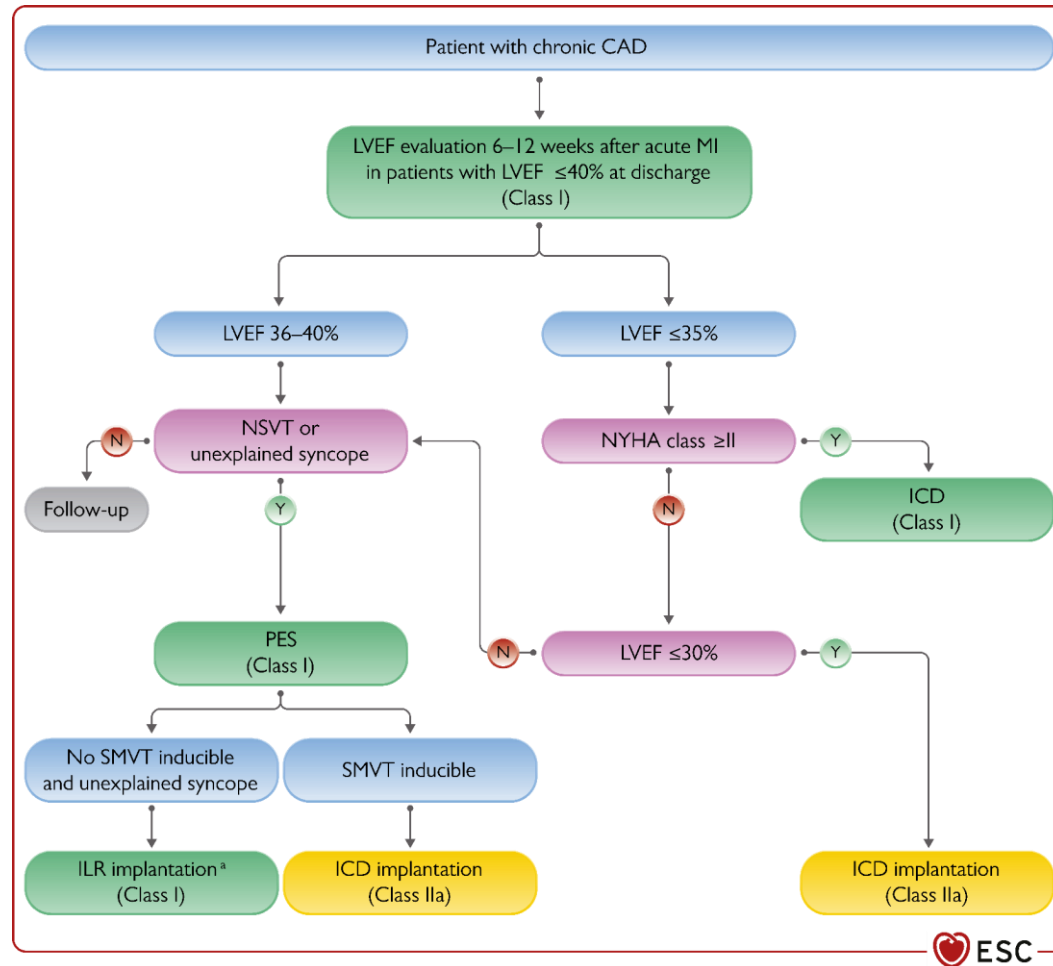 Patient with chronic CAD
LVEF evaluation 6–12 weeks after acute MI
in patients with LVEF ≤40% at discharge
(Class I)
LVEF 36–40%
LVEF ≤35%
N
NSVT or
unexplained syncope
NYHA class ≥II
Y
Follow-up
Y
N
ICD
(Class I)
PES
(Class I)
N
LVEF ≤30%
Y
No SMVT inducible
and unexplained syncope
SMVT inducible
ILR implantation a
(Class I)
ICD implantation
(Class IIa)
ICD implantation
(Class IIa)
ESC